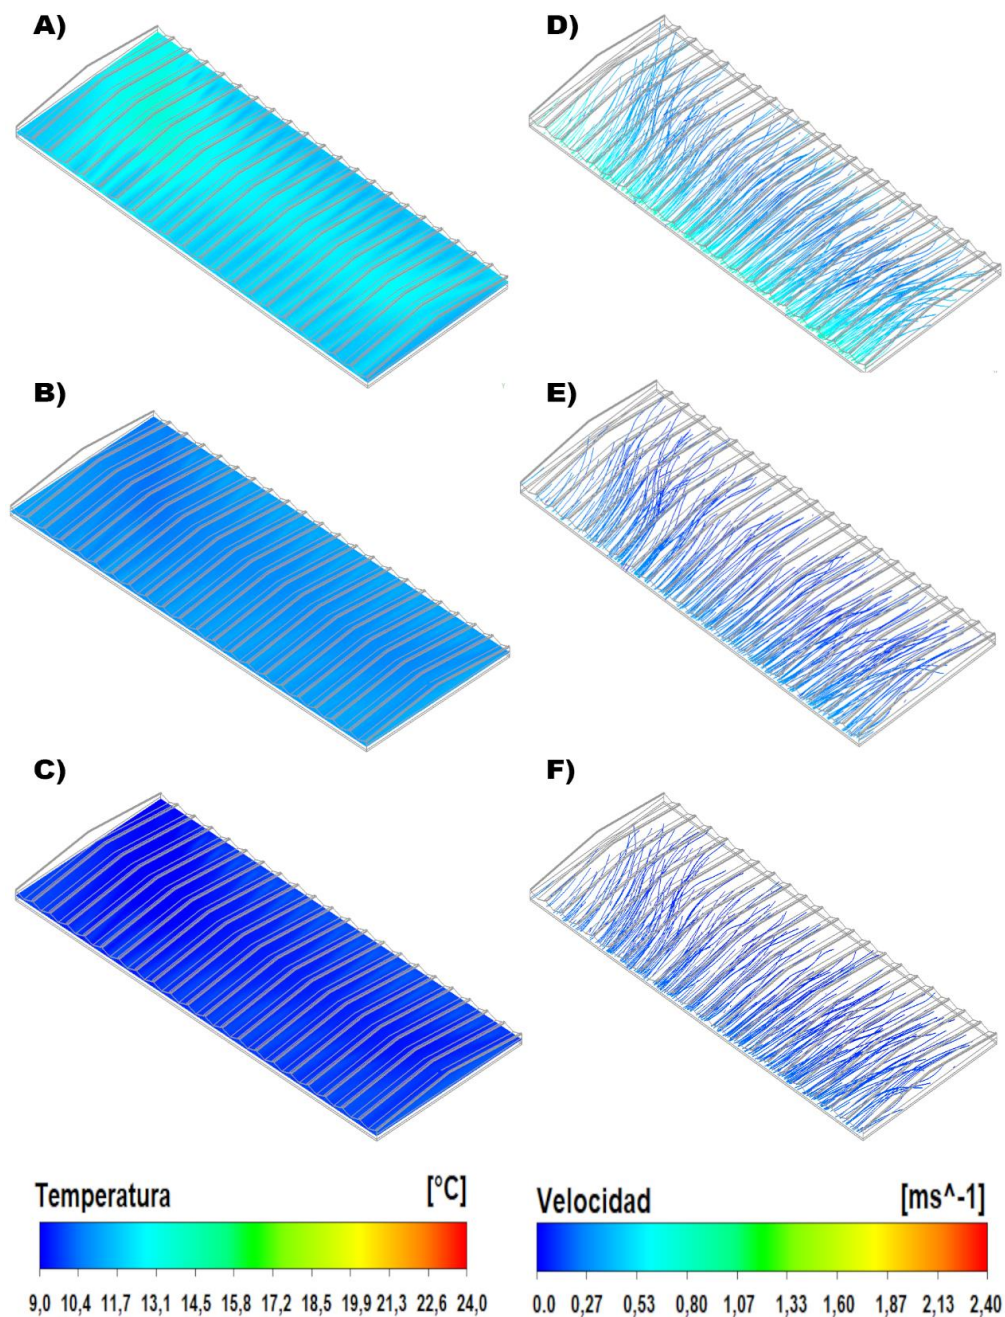 A)
D)
B)
E)
C)
F)
Temperatura [°C]
9,0 10,4 11,7 13,1 14,5 15,8 17,2 18,5 19,9 21,3 22,6 24,0
Velocidad [ms^-1]
0.0 0,27 0,53 0,80 1,07 1,33 1,60 1,87 2,13 2,40